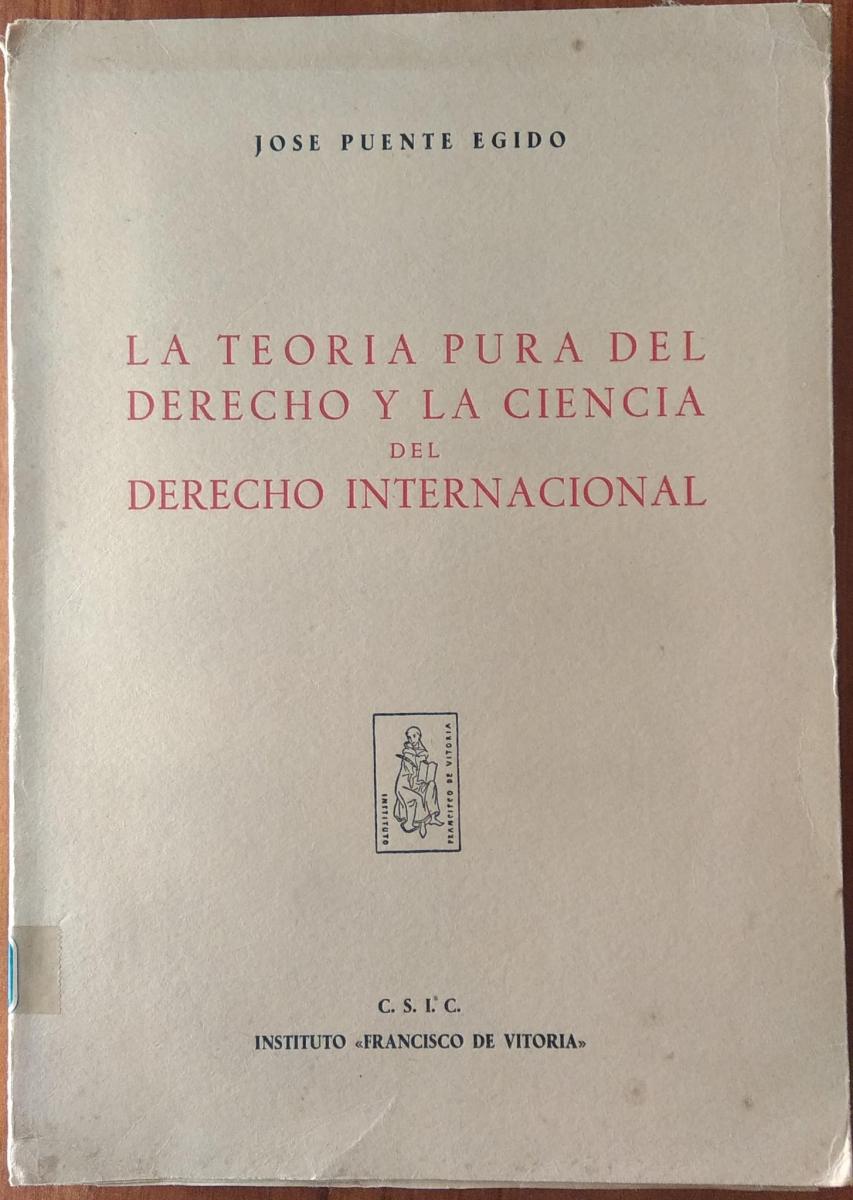 JOSE PUENTE EGIDO
LA TEORIA PURA DEL
DERECHO Y LA CIENCIA
DEL
DERECHO INTERNACIONAL
INSTITUTO
FRANCISCO DE VITORIA
C. S. I. C.
INSTITUTO «FRANCISCO DE VITORIA»